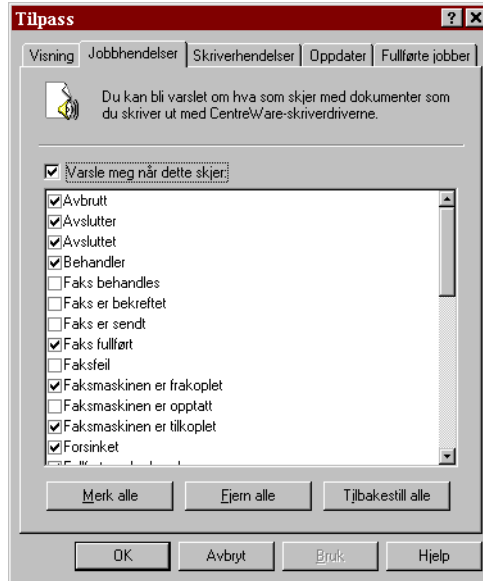 Tilpass
Visning Jobbhendelser Skriverhendelser Oppdater Fullførte jobber
Du kan bli varslet om hva som skjer med dokumenter som
du skriver ut med CentreWare-skriverdriverne.
Varsle meg når dette skjer:
Avbrutt
Avslutter
Avsluttet
Behandler
Faks behandles
Faks er bekreftet
Faks er sendt
Faks fullført
Faksfeil
Faksmaskinen er frakoplet
Faksmaskinen er opptatt
Faksmaskinen er tilkoplet
Forsinket
Merk alle Fjern alle Tilbakestill alle
OK Avbryt Bruk Hjelp